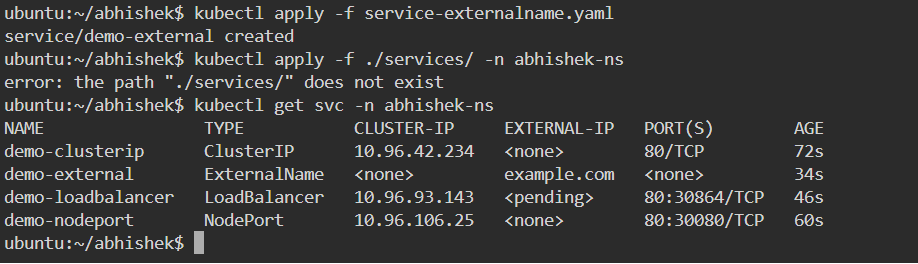 ubuntu:~/abhishek$ kubectl apply -f service-externalname.yaml
service/demo-external created
ubuntu:~/abhishek$ kubectl apply -f ./services/ -n abhishek-ns
error: the path "./services/" does not exist
ubuntu:~/abhishek$ kubectl get svc -n abhishek-ns
NAME TYPE CLUSTER-IP EXTERNAL-IP PORT(S) AGE
demo-clusterip ClusterIP 10.96.42.234 <none> 80/TCP 72s
demo-external ExternalName <none> example.com <none> 34s
demo-loadbalancer LoadBalancer 10.96.93.143 <pending> 80:30864/TCP 46s
demo-nodeport NodePort 10.96.106.25 <none> 80:30080/TCP 60s
ubuntu:~/abhishek$